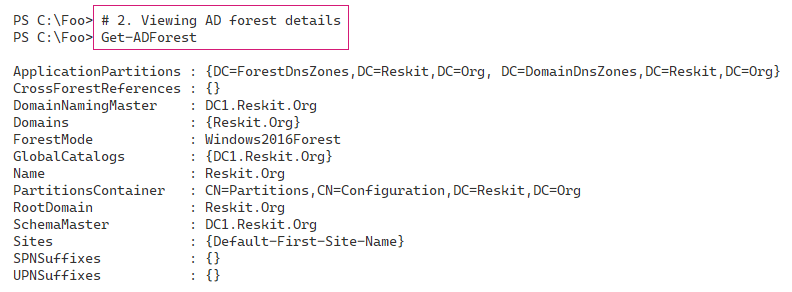 PS C:\Foo> # 2. Viewing AD forest details
PS C:\Foo> Get-ADForest
ApplicationPartitions : {DC=ForestDnsZones,DC=Reskit,DC=Org, DC=DomainDnsZones,DC=Reskit,DC=Org}
CrossForestReferences : {}
DomainNamingMaster    : DC1.Reskit.Org
Domains               : {Reskit.Org}
ForestMode            : Windows2016Forest
GlobalCatalogs        : {DC1.Reskit.Org}
Name                  : Reskit.Org
PartitionsContainer   : CN=Partitions,CN=Configuration,DC=Reskit,DC=Org
RootDomain            : Reskit.Org
SchemaMaster          : DC1.Reskit.Org
Sites                 : {Default-First-Site-Name}
SPNSuffixes           : {}
UPNSuffixes           : {}